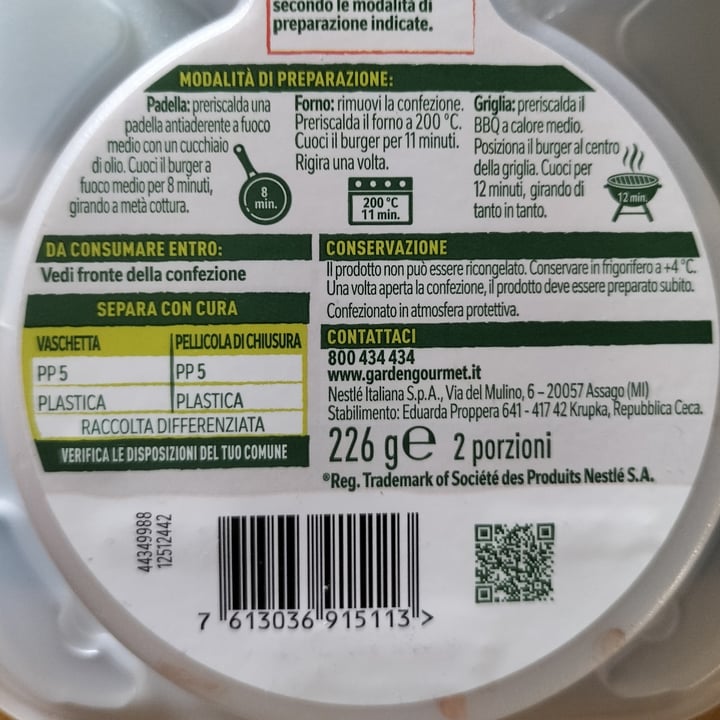 secondo le modalità di
preparazione indicate.
MODALITÀ DI PREPARAZIONE:
Padella: preriscalda una
padella antiaderente a fuoco
medio con un cucchiaio
di olio. Cuoci il burger a
fuoco medio per 8 minuti,
girando a metà cottura.
8
min.
Forno: rimuovi la confezione.
Preriscalda il forno a 200 °C.
Cuoci il burger per 11 minuti.
Rigira una volta.
200 °C
11 min.
Griglia: preriscalda il
BBQ a calore medio.
Posiziona il burger al centro
della griglia. Cuoci per
12 minuti, girando di
tanto in tanto.
12 min.
DA CONSUMARE ENTRO:
Vedi fronte della confezione
SEPARA CON CURA
VASCHETTA PELLICOLA DI CHIUSURA
PP 5 PP 5
PLASTICA PLASTICA
RACCOLTA DIFFERENZIATA
VERIFICA LE DISPOSIZIONI DEL TUO COMUNE
CONSERVAZIONE
Il prodotto non può essere ricongelato. Conservare in frigorifero a +4 °C.
Una volta aperta la confezione, il prodotto deve essere preparato subito.
Confezionato in atmosfera protettiva.
CONTATTACI
800 434 434
www.gardengourmet.it
Nestlé Italiana S.p.A., Via del Mulino, 6 – 20057 Assago (MI)
Stabilimento: Eduarda Proppera 641 - 417 42 Krupka, Repubblica Ceca.
226 g℮ 2 porzioni
®Reg. Trademark of Société des Produits Nestlé S.A.
44349988
12512442
7 613036 915113 >